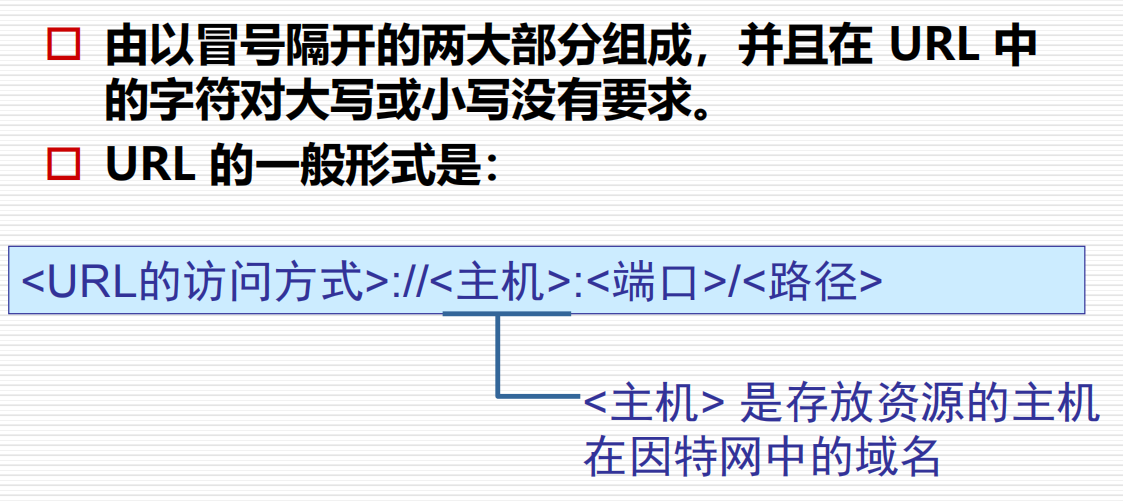 由以冒号隔开的两大部分组成，并且在 URL 中
的字符对大写或小写没有要求。
URL 的一般形式是：
<URL的访问方式>://<主机>:<端口>/<路径>
<主机> 是存放资源的主机
在因特网中的域名